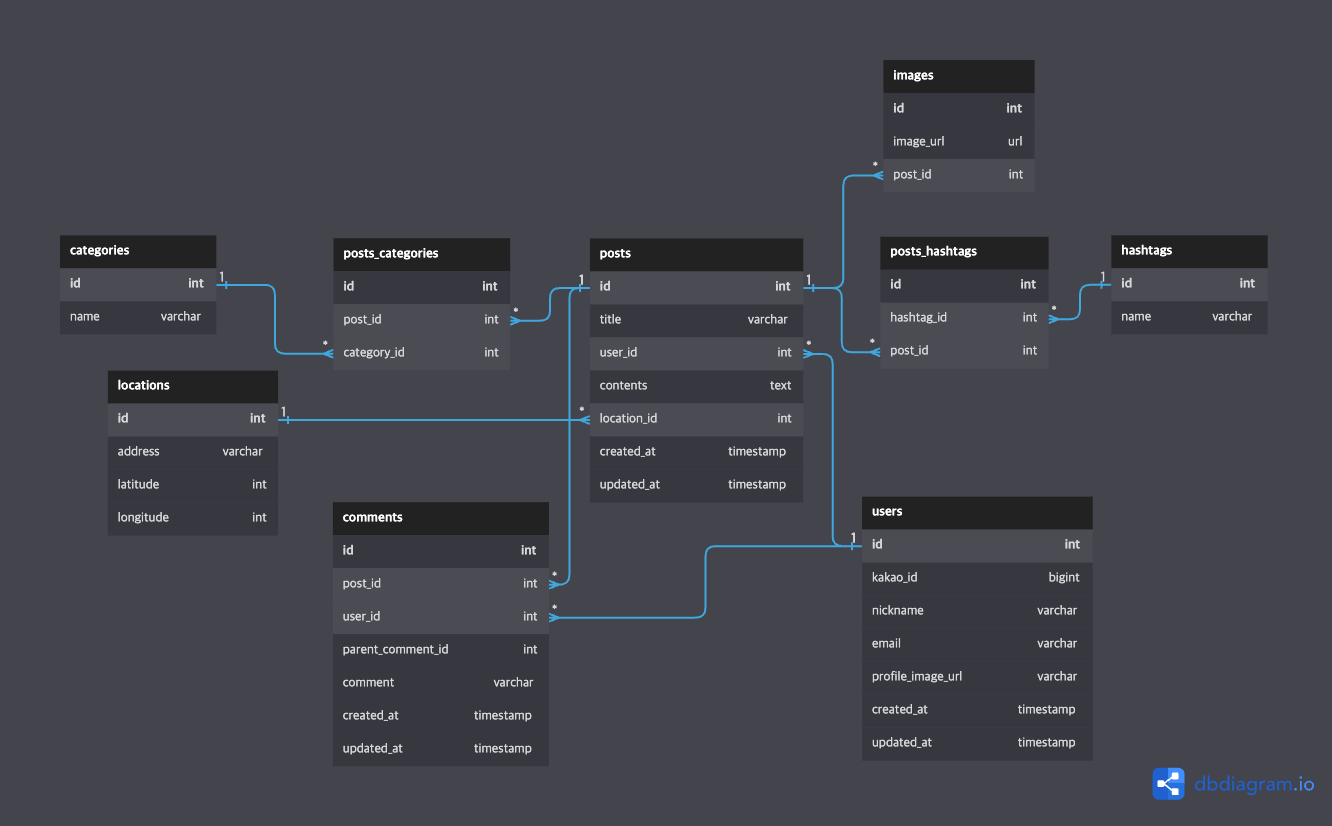 images
id int
image_url url
* post_id int
categories
id int 1
name varchar
posts_categories
id int
post_id int *
* category_id int
posts
1 id int 1
title varchar
user_id int *
contents text
* location_id int
created_at timestamp
updated_at timestamp
posts_hashtags
id int
hashtag_id int *
* post_id int
hashtags
1 id int
name varchar
locations
id int 1
address varchar
latitude int
longitude int
comments
id int
post_id int *
user_id int *
parent_comment_id int
comment varchar
created_at timestamp
updated_at timestamp
users
1 id int
kakao_id bigint
nickname varchar
email varchar
profile_image_url varchar
created_at timestamp
updated_at timestamp
dbdiagram.io